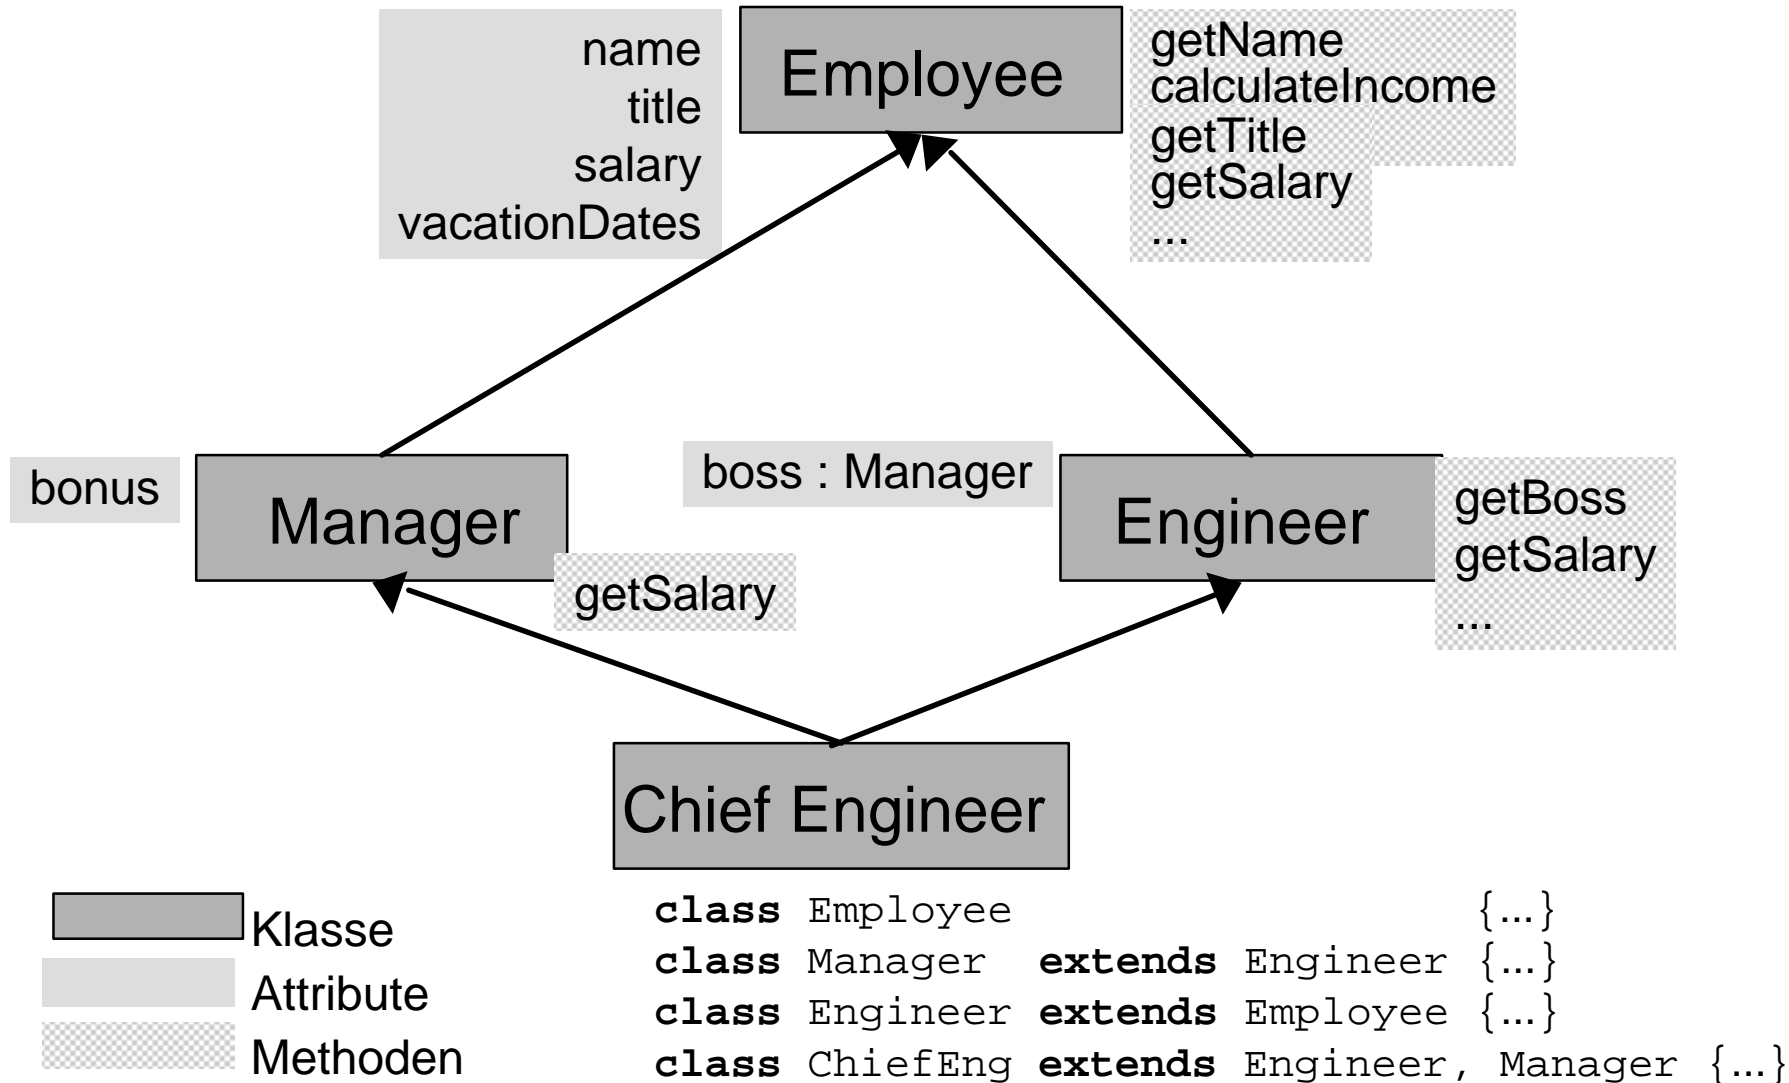 name
title
salary
vacationDates
Employee
getName
calculateIncome
getTitle
getSalary
...
bonus
Manager
getSalary
boss : Manager
Engineer
getBoss
getSalary
...
Chief Engineer
Klasse
Attribute
Methoden
class Employee {...}
class Manager extends Engineer {...}
class Engineer extends Employee {...}
class ChiefEng extends Engineer, Manager {...}